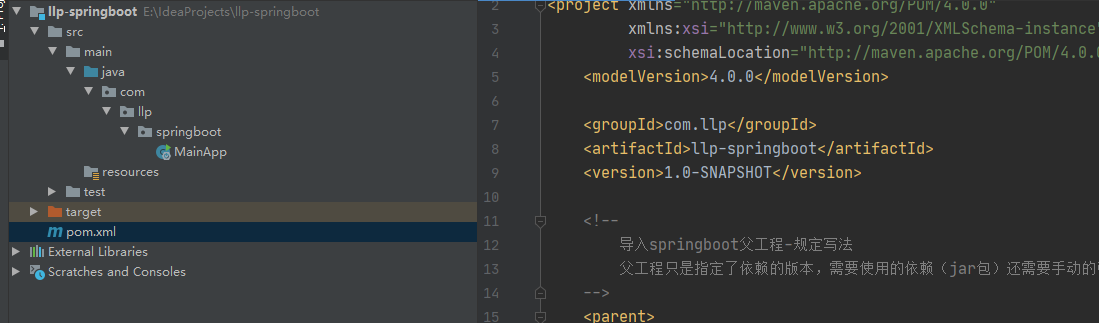 llp-springboot E:\IdeaProjects\llp-springboot
src
main
java
com
llp
springboot
MainApp
resources
test
target
pom.xml
External Libraries
Scratches and Consoles
2 <project xmlns="http://maven.apache.org/POM/4.0.0"
3 xmlns:xsi="http://www.w3.org/2001/XMLSchema-instance"
4 xsi:schemaLocation="http://maven.apache.org/POM/4.0.0
5 <modelVersion>4.0.0</modelVersion>
6
7 <groupId>com.llp</groupId>
8 <artifactId>llp-springboot</artifactId>
9 <version>1.0-SNAPSHOT</version>
10
11 <!--
12 导入springboot父工程-规定写法
13 父工程只是指定了依赖的版本，需要使用的依赖（jar包）还需要手动的
14 -->
15 <parent>